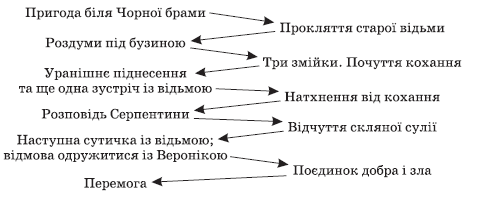 Пригода біля Чорної брами
Прокляття старої відьми
Роздуми під бузиною
Три змійки. Почуття кохання
Уранішнє піднесення
та ще одна зустріч із відьмою
Натхнення від кохання
Розповідь Серпентини
Відчуття скляної сулії
Наступна сутичка із відьмою;
відмова одружитися із Веронікою
Поєдинок добра і зла
Перемога